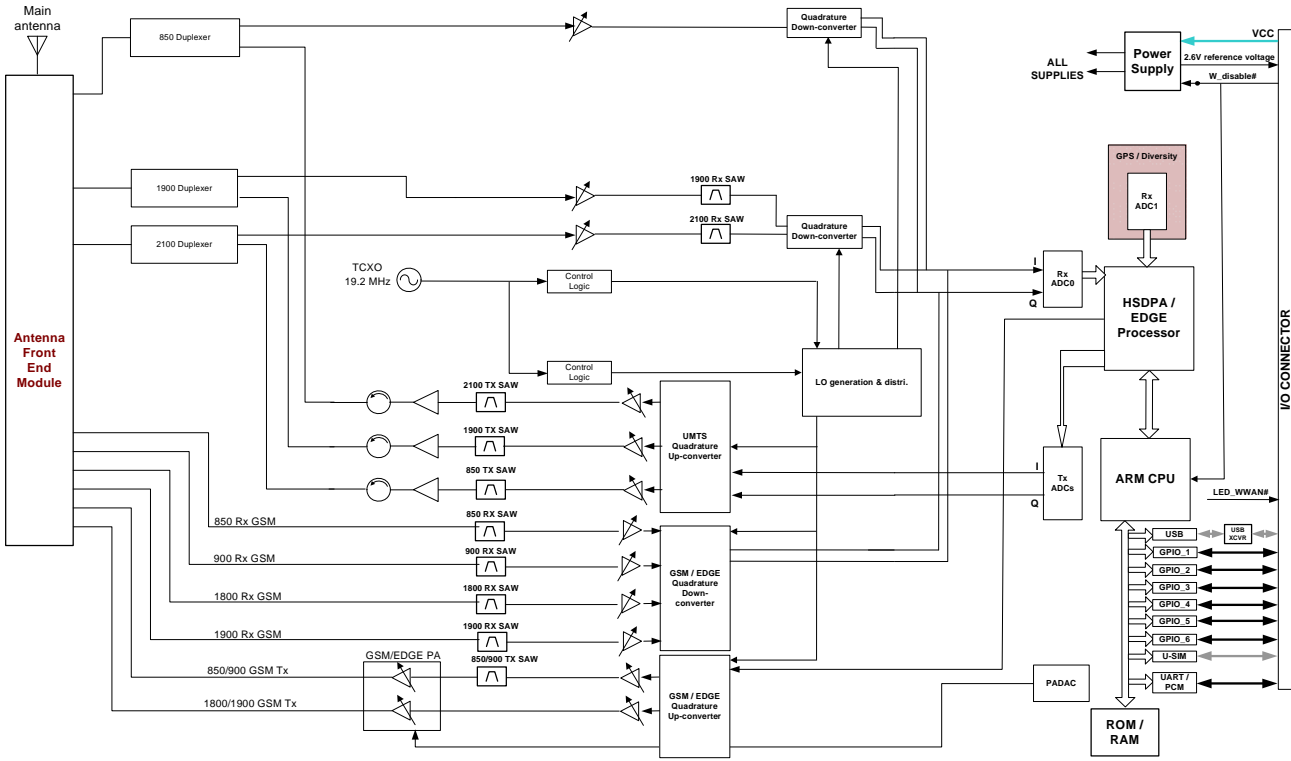 Main
antenna
850 Duplexer
Quadrature
Down-converter
VCC
2.6V reference voltage
W_disable#
Power
Supply
ALL
SUPPLIES
GPS / Diversity
Rx
ADC1
1900 Duplexer
1900 Rx SAW
2100 Duplexer
2100 Rx SAW
Quadrature
Down-converter
TCXO
19.2 MHz
Control
Logic
I
Q
Rx
ADC0
HSDPA /
EDGE
Processor
I/O CONNECTOR
Antenna
Front
End
Module
Control
Logic
LO generation & distri.
2100 TX SAW
1900 TX SAW
850 TX SAW
UMTS
Quadrature
Up-converter
I
Q
Tx
ADCs
ARM CPU
LED_WWAN#
850 Rx GSM
850 RX SAW
900 Rx GSM
900 RX SAW
1800 Rx GSM
1800 RX SAW
1900 Rx GSM
1900 RX SAW
GSM / EDGE
Quadrature
Down-
converter
USB
USB
XCVR
GPIO_1
GPIO_2
GPIO_3
GPIO_4
GPIO_5
GPIO_6
U-SIM
UART /
PCM
GSM/EDGE PA
850/900 TX SAW
850/900 GSM Tx
1800/1900 GSM Tx
GSM / EDGE
Quadrature
Up-converter
PADAC
ROM /
RAM